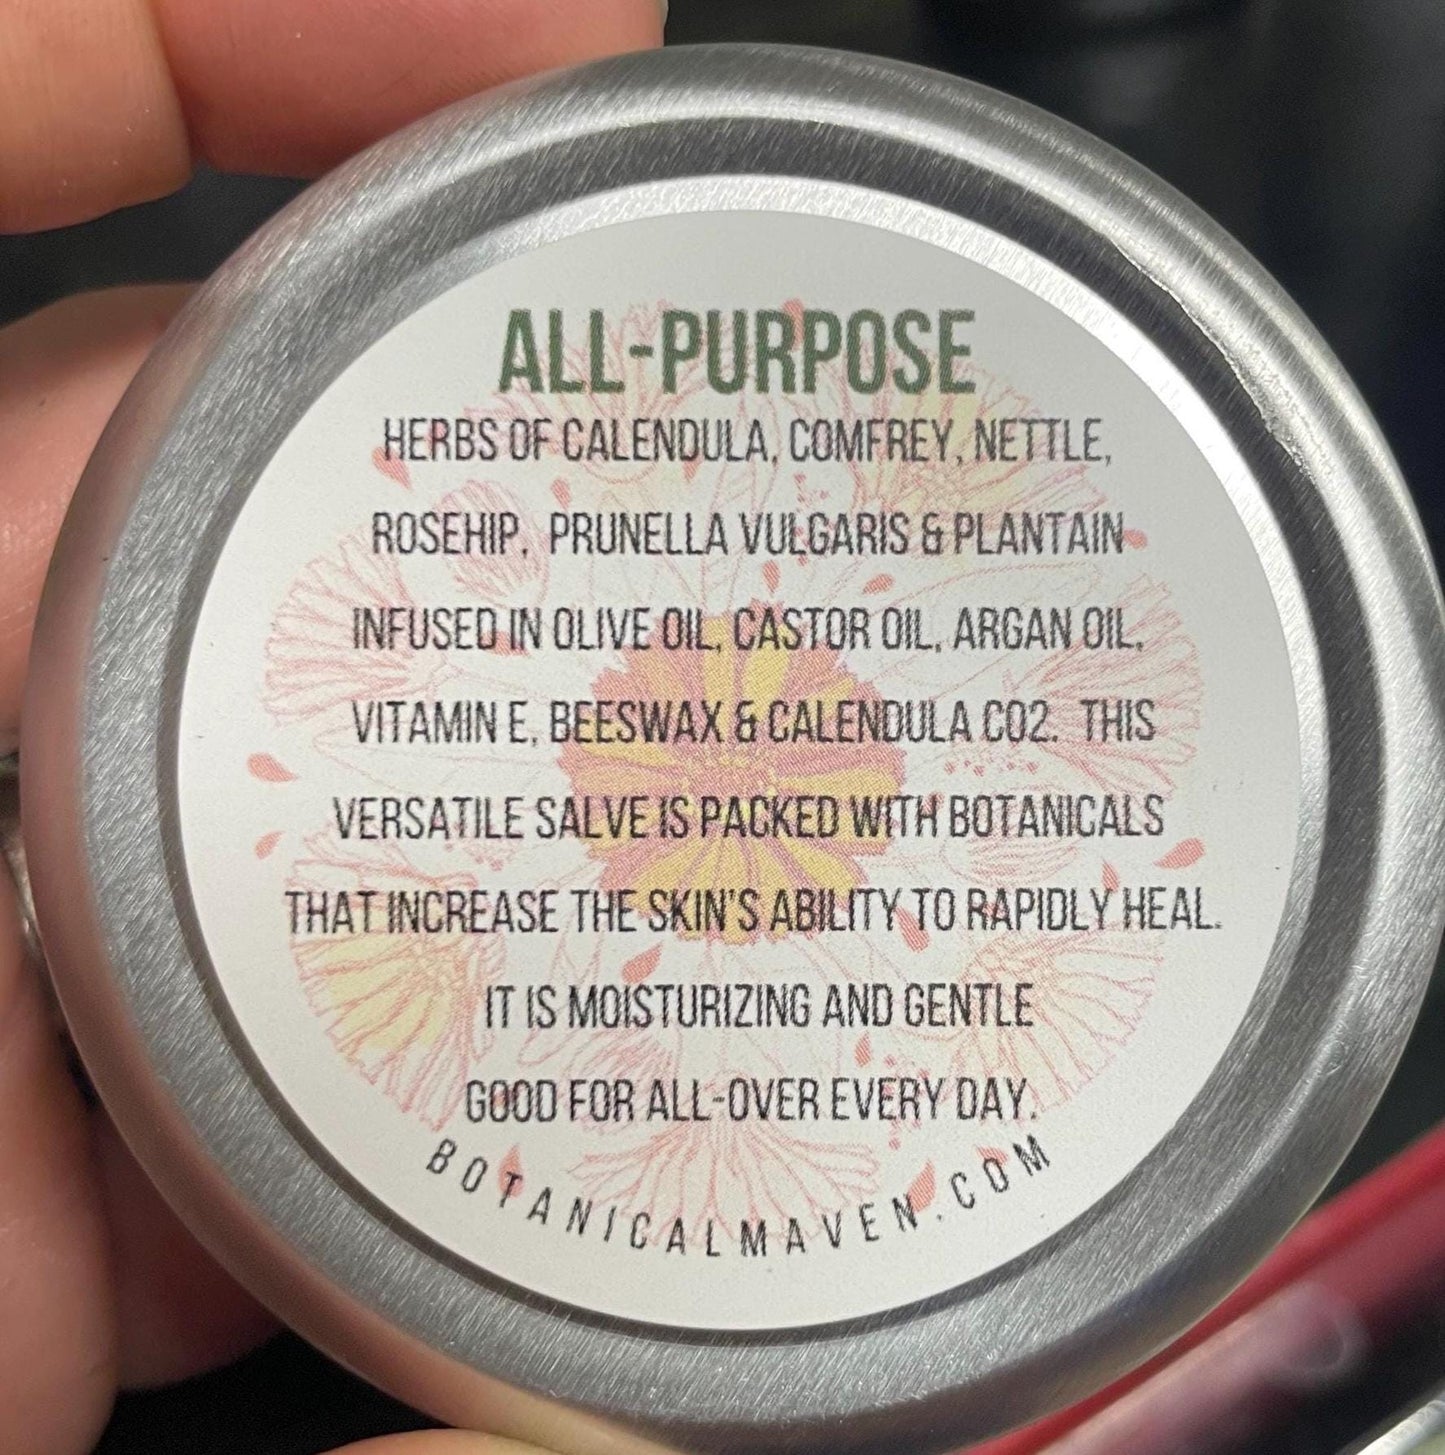 ALL-PURPOSE
HERBS OF CALENDULA, COMFREY, NETTLE,
ROSEHIP, PRUNELLA VULGARIS & PLANTAIN
INFUSED IN OLIVE OIL, CASTOR OIL, ARGAN OIL,
VITAMIN E, BEESWAX & CALENDULA CO2. THIS
VERSATILE SALVE IS PACKED WITH BOTANICALS
THAT INCREASE THE SKIN'S ABILITY TO RAPIDLY HEAL.
IT IS MOISTURIZING AND GENTLE
GOOD FOR ALL-OVER EVERY DAY.
BOTANICALMAVEN.COM